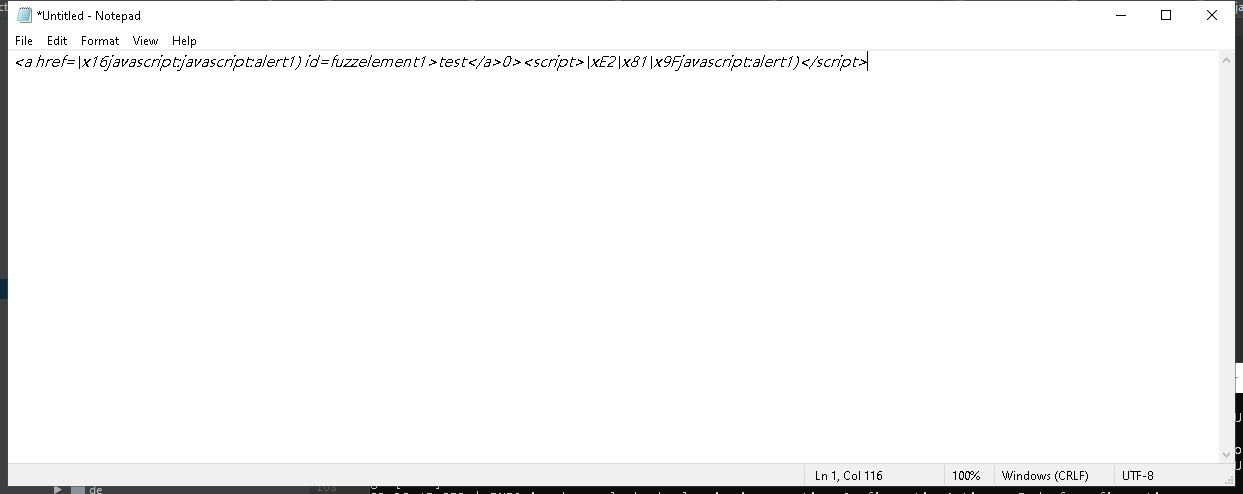 *Untitled - Notepad
File Edit Format View Help
<a href=\x16javascript:javascript:alert1) id=fuzzelement1>test</a>0><script>\xE2\x81\x9Fjavascript:alert1)</script>
Ln 1, Col 116 100% Windows (CRLF) UTF-8
de